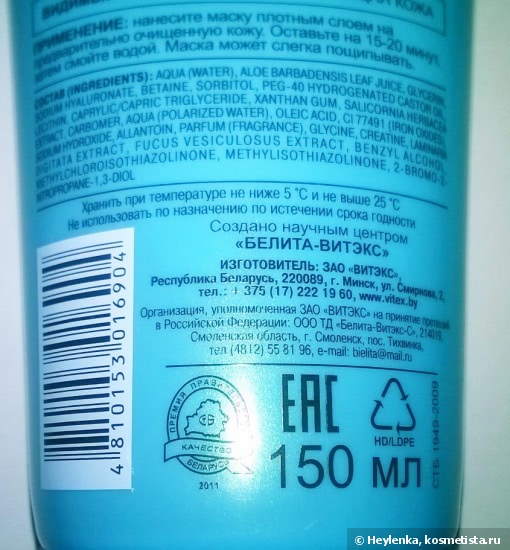 КОЖА
ПРИМЕНЕНИЕ: нанесите маску плотным слоем на
предварительно очищенную кожу. Оставьте на 15-20 минут,
затем смойте водой. Маска может слегка пощипывать.
СОСТАВ (INGREDIENTS): AQUA (WATER), ALOE BARBADENSIS LEAF JUICE, GLYCERIN,
SODIUM HYALURONATE, BETAINE, SORBITOL, PEG-40 HYDROGENATED CASTOR OIL,
LECITHIN, CAPRYLIC/CAPRIC TRIGLYCERIDE, XANTHAN GUM, SALICORNIA HERBACEA
EXTRACT, CARBOMER, AQUA (POLARIZED WATER), OLEIC ACID, CI 77491 (IRON OXIDES),
SODIUM HYDROXIDE, ALLANTOIN, PARFUM (FRAGRANCE), GLYCINE, CREATINE, LAMINARIA
DIGITATA EXTRACT, FUCUS VESICULOSUS EXTRACT, BENZYL ALCOHOL,
METHYLCHLOROISOTHIAZOLINONE, METHYLISOTHIAZOLINONE, 2-BROMO-2-
NITROPROPANE-1,3-DIOL
Хранить при температуре не ниже 5 °С и не выше 25 °С
Не использовать по назначению по истечении срока годности
Создано научным центром
«БЕЛИТА-ВИТЭКС»
ИЗГОТОВИТЕЛЬ: ЗАО «ВИТЭКС»,
Республика Беларусь, 220089, г. Минск, ул. Смирнова, 2,
тел.: + 375 (17) 222 19 60, www.vitex.by
Организация, уполномоченная ЗАО «ВИТЭКС» на принятие претензий
в Российской Федерации: ООО ТД «Белита-Витэкс-С», 214019,
Смоленская область, г. Смоленск, пос. Тихвинка,
тел (4812) 55 81 96, e-mail: bielita@mail.ru
4 810153 016904
ПРЕМИЯ ПРАВИТЕЛЬСТВА
КАЧЕСТВО
БЕЛАРУСЬ
2011
ЕАС
HD/LDPE
150 мл
СТБ 1949-2009
© Heylenka, kosmetista.ru